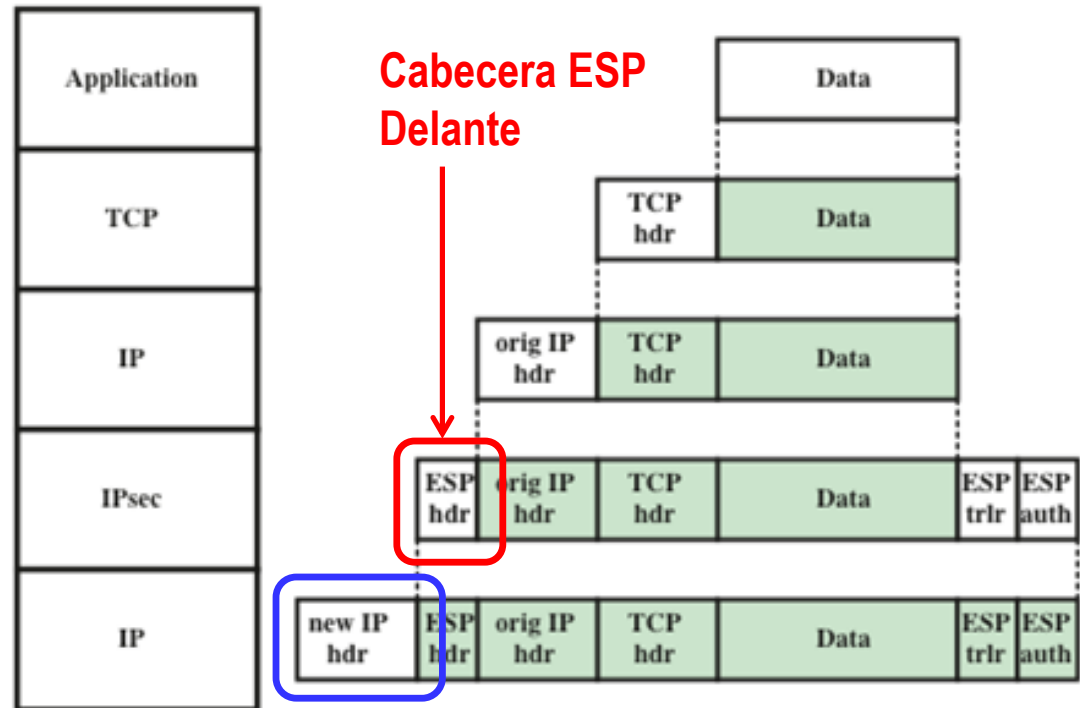 Application
Cabecera ESP
Delante
Data
TCP
TCP
hdr
Data
IP
orig IP
hdr
TCP
hdr
Data
IPsec
ESP
hdr
orig IP
hdr
TCP
hdr
Data
ESP
trlr
ESP
auth
IP
new IP
hdr
ESP
hdr
orig IP
hdr
TCP
hdr
Data
ESP
trlr
ESP
auth